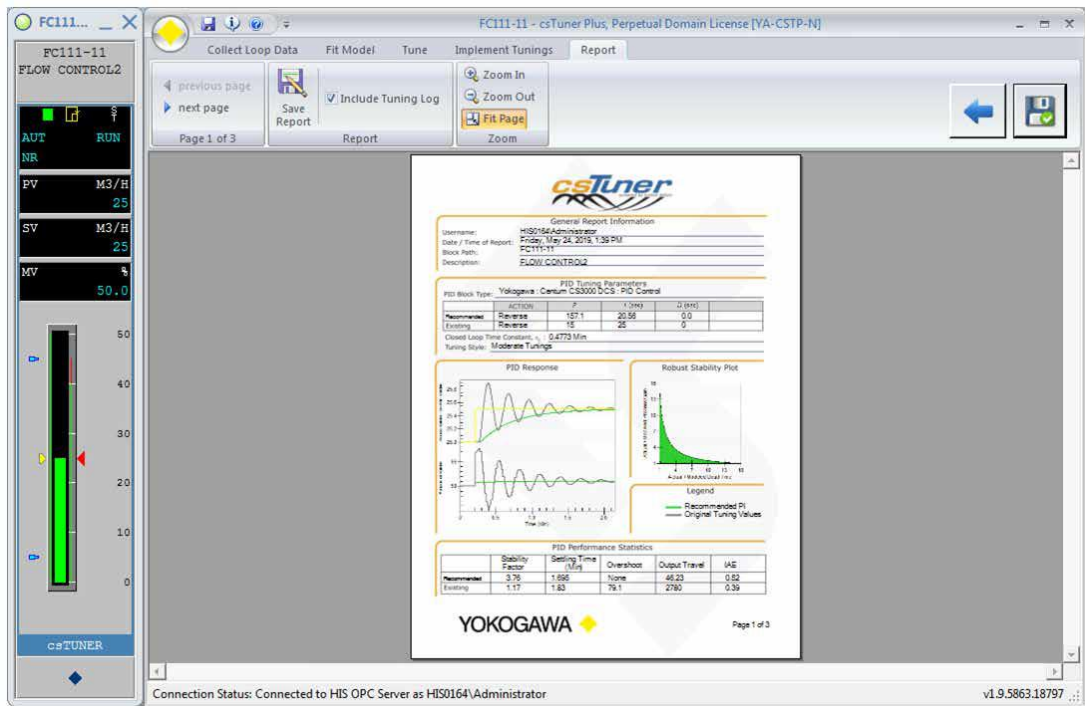 FC111...
FC111-11
FLOW CONTROL2
AUT RUN
NR
PV M3/H
25
SV M3/H
25
MV %
50.0
50
40
30
20
10
0
csTUNER
FC111-11 - csTuner Plus, Perpetual Domain License [YA-CSTP-N]
Collect Loop Data Fit Model Tune Implement Tunings Report
previous page
next page
Page 1 of 3
Save Report
Include Tuning Log
Report
Zoom In
Zoom Out
Fit Page
Zoom
csTuner
General Report Information
Username: HIS0164\Administrator
Date / Time of Report: Friday, May 24, 2019, 1:39 PM
Block Path: FC111-11
Description: FLOW CONTROL2
PID Tuning Parameters
PID Block Type: Yokogawa : Centum CS3000 DCS : PID Control
ACTION P I (sec) D (sec)
Recommended Reverse 157.1 20.56 0.0
Existing Reverse 15 25 0
Closed Loop Time Constant, : 0.4773 Min
Tuning Style: Moderate Tunings
PID Response
Time (Min)
Robust Stability Plot
Legend
Recommended PI
Original Tuning Values
PID Performance Statistics
Stability Factor Settling Time (Min) Overshoot Output Travel IAE
Recommended 3.76 1.695 None 46.23 0.52
Existing 1.17 1.83 79.1 2780 0.39
YOKOGAWA
Page 1 of 3
Connection Status: Connected to HIS OPC Server as HIS0164\Administrator
v1.9.5863.18797